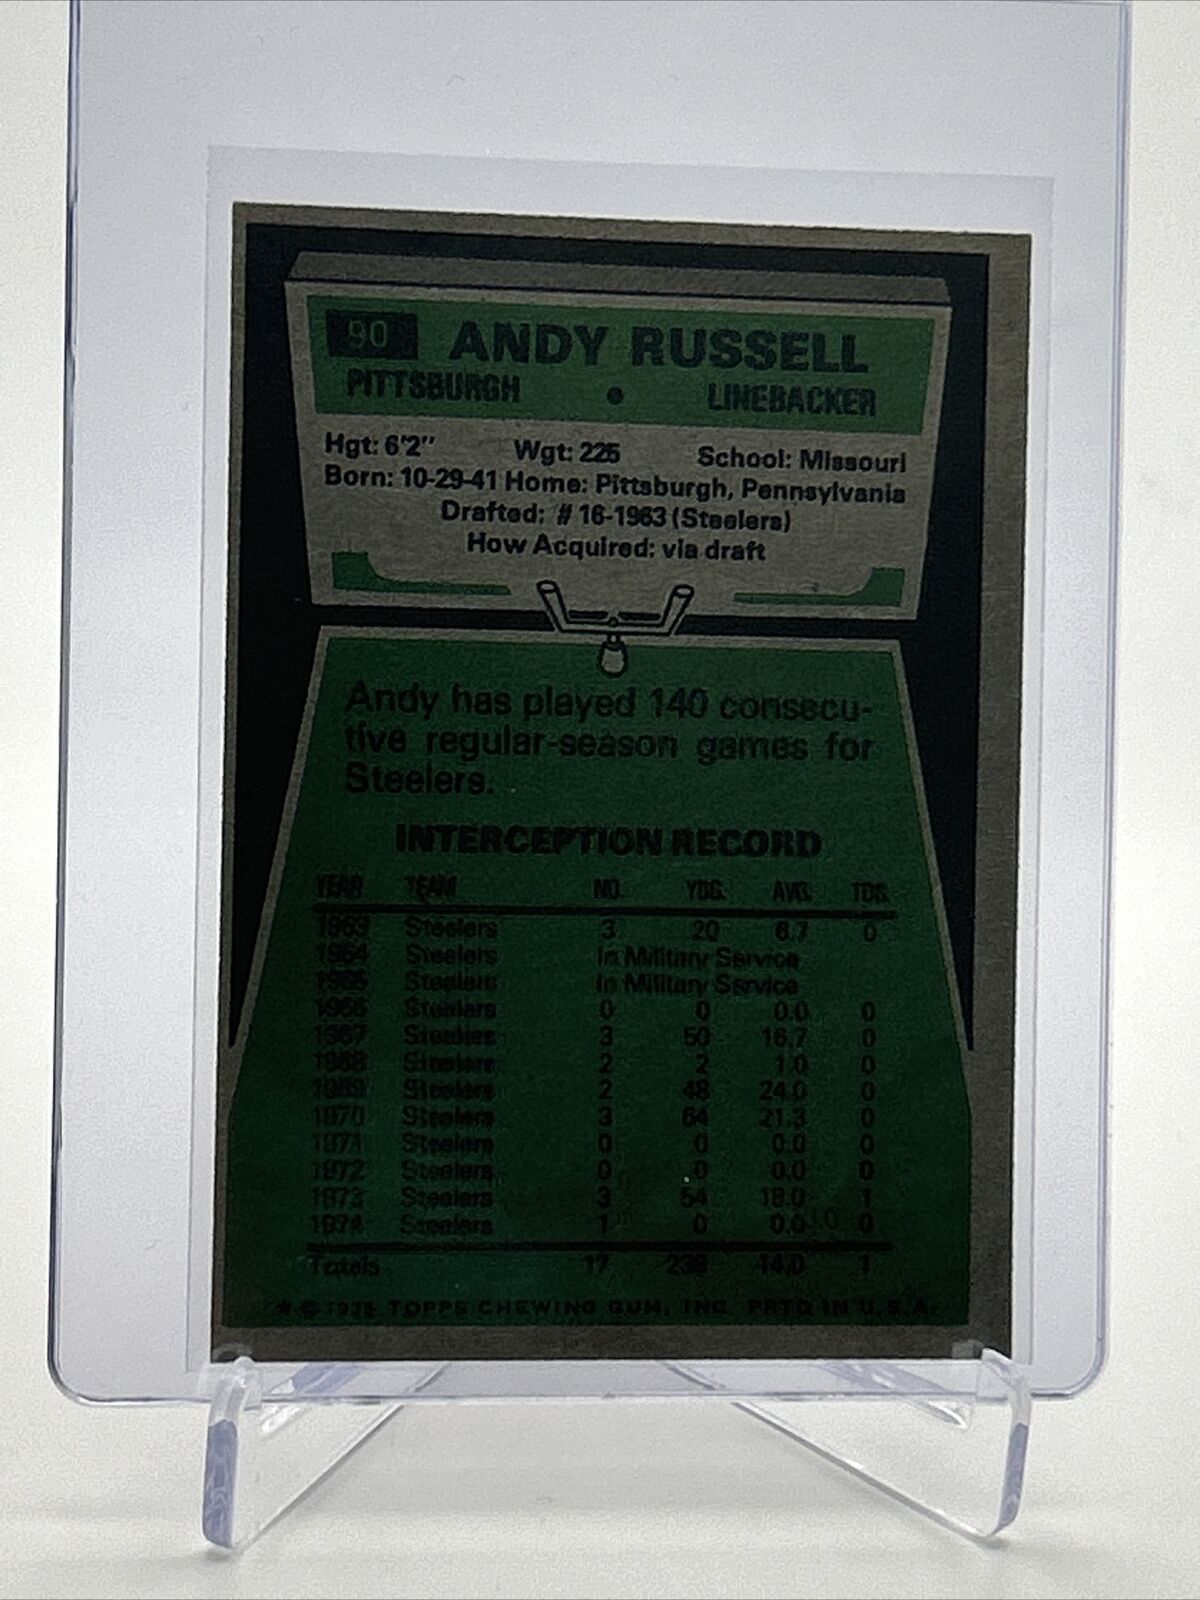 90 ANDY RUSSELL
PITTSBURGH • LINEBACKER
Hgt: 6'2" Wgt: 225 School: Missouri
Born: 10-29-41 Home: Pittsburgh, Pennsylvania
Drafted: # 16-1963 (Steelers)
How Acquired: via draft
Andy has played 140 consecu-
tive regular-season games for
Steelers.
INTERCEPTION RECORD
YEAR TEAM NO. YDS. AVG. TDS.
1963 Steelers 3 20 6.7 0
1964 Steelers In Military Service
1965 Steelers In Military Service
1966 Steelers 0 0 0.0 0
1967 Steelers 3 50 16.7 0
1968 Steelers 2 2 1.0 0
1969 Steelers 2 48 24.0 0
1970 Steelers 3 64 21.3 0
1971 Steelers 0 0 0.0 0
1972 Steelers 0 0 0.0 0
1973 Steelers 3 54 18.0 1
1974 Steelers 1 0 0.0 0
Totals 17 238 14.0 1
★ © 1975 TOPPS CHEWING GUM, INC. PRTD IN U.S.A.